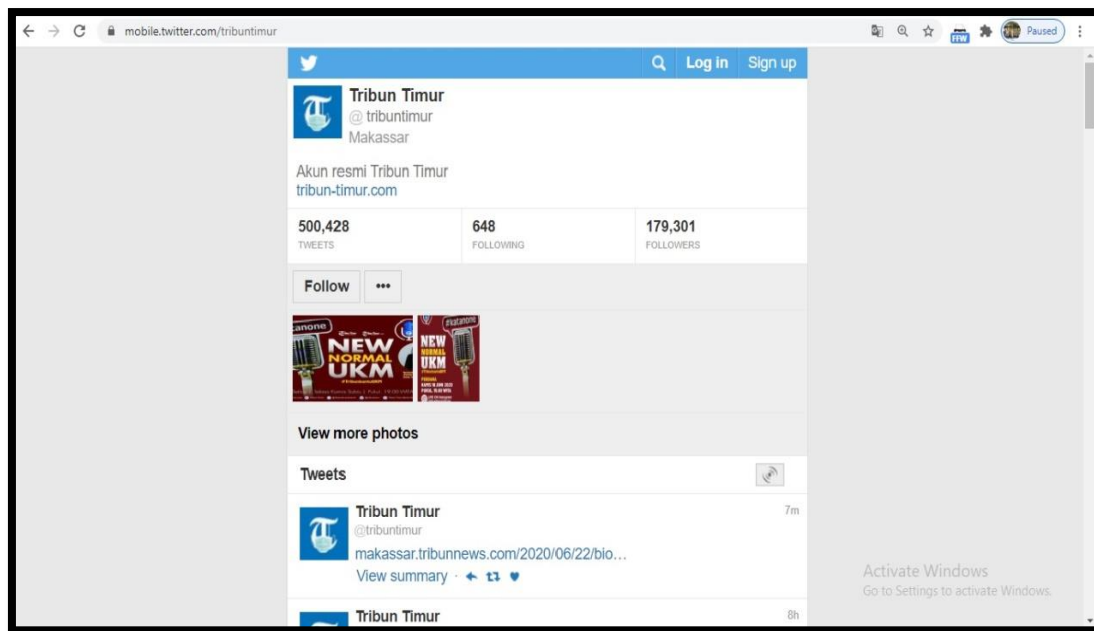 mobile.twitter.com/tribuntimur
FFW
Paused
Log in Sign up
Tribun Timur
@ tribuntimur
Makassar
Akun resmi Tribun Timur
tribun-timur.com
500,428 648 179,301
TWEETS FOLLOWING FOLLOWERS
Follow •••
NEW
NORMAL
UKM
NEW
NORMAL
UKM
View more photos
Tweets
Tribun Timur 7m
@tribuntimur
makassar.tribunnews.com/2020/06/22/bio…
View summary ·
Activate Windows
Go to Settings to activate Windows.
Tribun Timur 8h